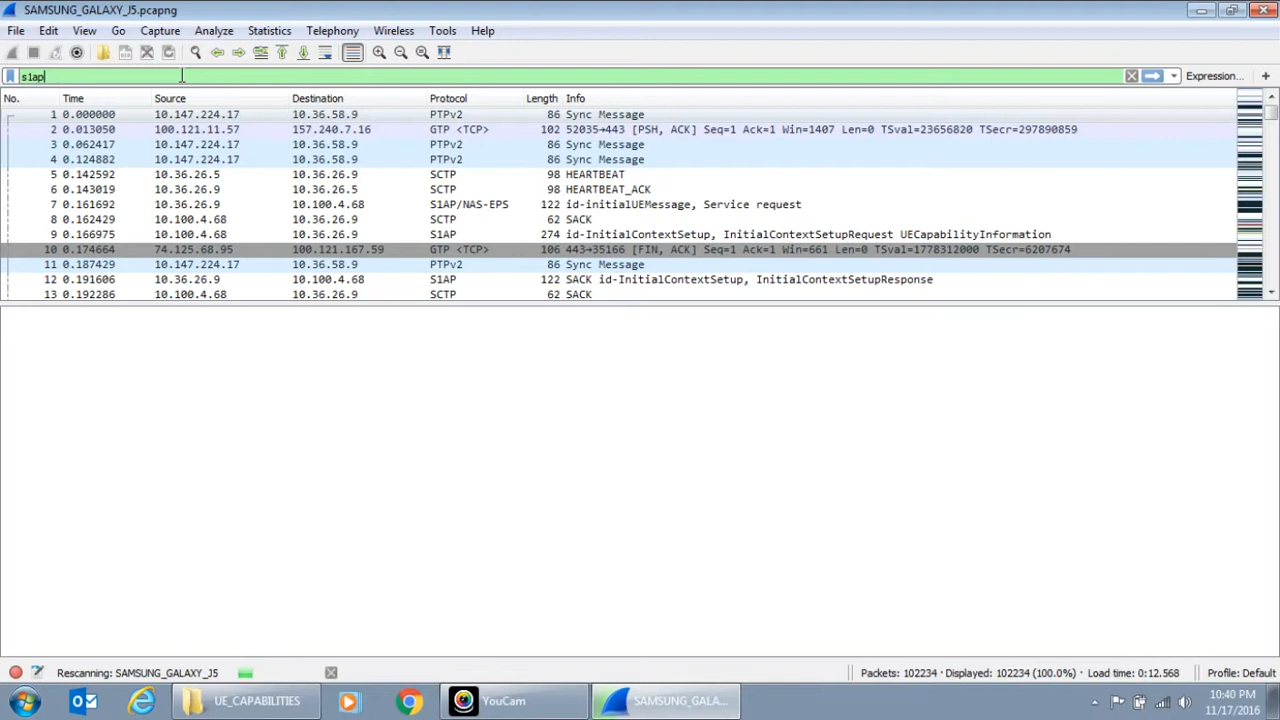 SAMSUNG_GALAXY_J5.pcapng
File Edit View Go Capture Analyze Statistics Telephony Wireless Tools Help
s1ap Expression... +
No. Time Source Destination Protocol Length Info
1 0.000000 10.147.224.17 10.36.58.9 PTPv2 86 Sync Message
2 0.013050 100.121.11.57 157.240.7.16 GTP <TCP> 102 52035→443 [PSH, ACK] Seq=1 Ack=1 Win=1407 Len=0 TSval=23656820 TSecr=297890859
3 0.062417 10.147.224.17 10.36.58.9 PTPv2 86 Sync Message
4 0.124882 10.147.224.17 10.36.58.9 PTPv2 86 Sync Message
5 0.142592 10.36.26.5 10.36.26.9 SCTP 98 HEARTBEAT
6 0.143019 10.36.26.9 10.36.26.5 SCTP 98 HEARTBEAT_ACK
7 0.161692 10.36.26.9 10.100.4.68 S1AP/NAS-EPS 122 id-initialUEMessage, Service request
8 0.162429 10.100.4.68 10.36.26.9 SCTP 62 SACK
9 0.166975 10.100.4.68 10.36.26.9 S1AP 274 id-InitialContextSetup, InitialContextSetupRequest UECapabilityInformation
10 0.174664 74.125.68.95 100.121.167.59 GTP <TCP> 106 443→35166 [FIN, ACK] Seq=1 Ack=1 Win=661 Len=0 TSval=1778312000 TSecr=6207674
11 0.187429 10.147.224.17 10.36.58.9 PTPv2 86 Sync Message
12 0.191606 10.36.26.9 10.100.4.68 S1AP 122 SACK id-InitialContextSetup, InitialContextSetupResponse
13 0.192286 10.100.4.68 10.36.26.9 SCTP 62 SACK
Rescanning: SAMSUNG_GALAXY_J5 Packets: 102234 · Displayed: 102234 (100.0%) · Load time: 0:12.568 Profile: Default
UE_CAPABILITIES YouCam SAMSUNG_GALA... 10:40 PM
11/17/2016